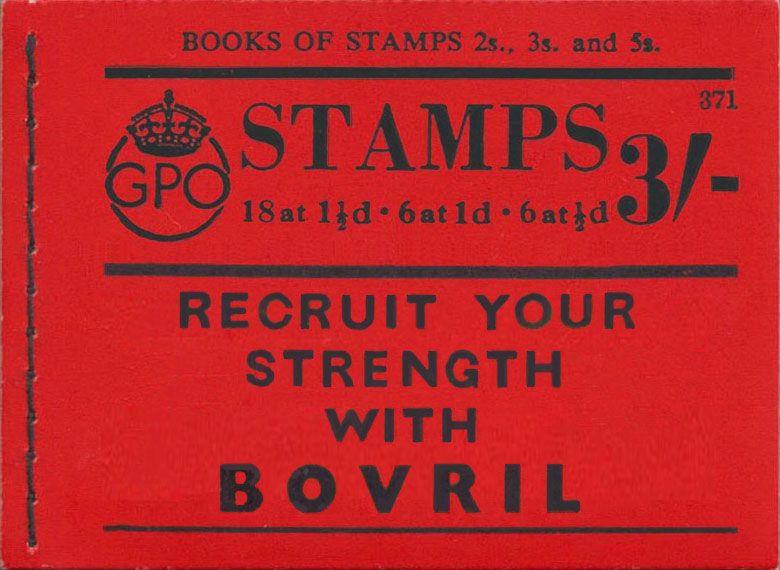 BOOKS OF STAMPS 2s., 3s. and 5s.
371
GPO
STAMPS 3/-
18 at 1½d • 6 at 1d • 6 at ½d
RECRUIT YOUR
STRENGTH
WITH
BOVRIL